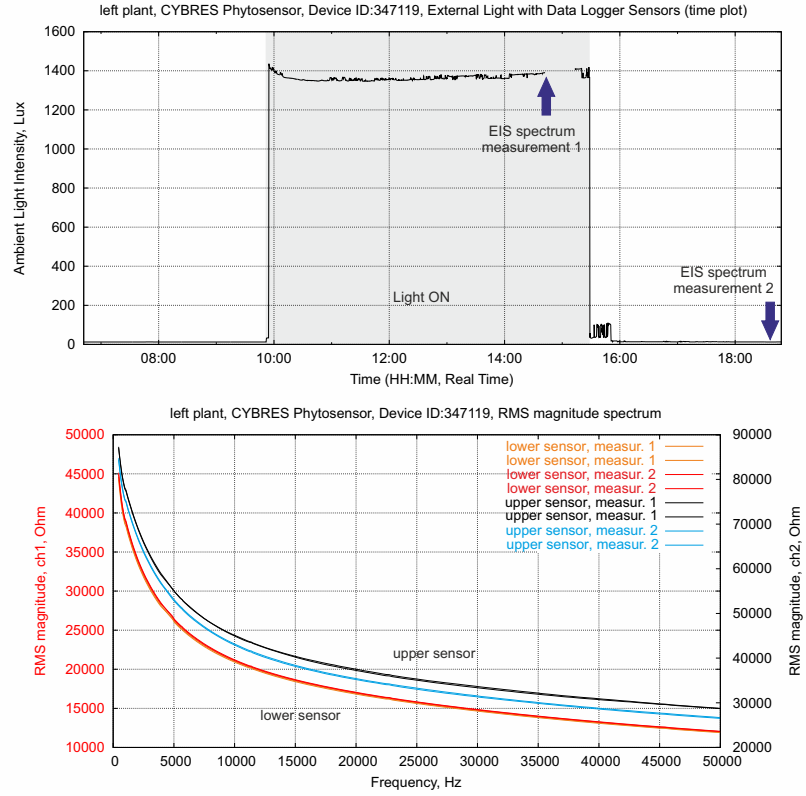 left plant, CYBRES Phytosensor, Device ID:347119, External Light with Data Logger Sensors (time plot)
Ambient Light Intensity, Lux
1600
1400
1200
1000
800
600
400
200
0
EIS spectrum
measurement 1
EIS spectrum
measurement 2
Light ON
08:00 10:00 12:00 14:00 16:00 18:00
Time (HH:MM, Real Time)
left plant, CYBRES Phytosensor, Device ID:347119, RMS magnitude spectrum
RMS magnitude, ch1, Ohm
50000
45000
40000
35000
30000
25000
20000
15000
10000
lower sensor, measur. 1
lower sensor, measur. 1
lower sensor, measur. 2
lower sensor, measur. 2
upper sensor, measur. 1
upper sensor, measur. 1
upper sensor, measur. 2
upper sensor, measur. 2
upper sensor
lower sensor
90000
80000
70000
60000
50000
40000
30000
20000
RMS magnitude, ch2, Ohm
0 5000 10000 15000 20000 25000 30000 35000 40000 45000 50000
Frequency, Hz